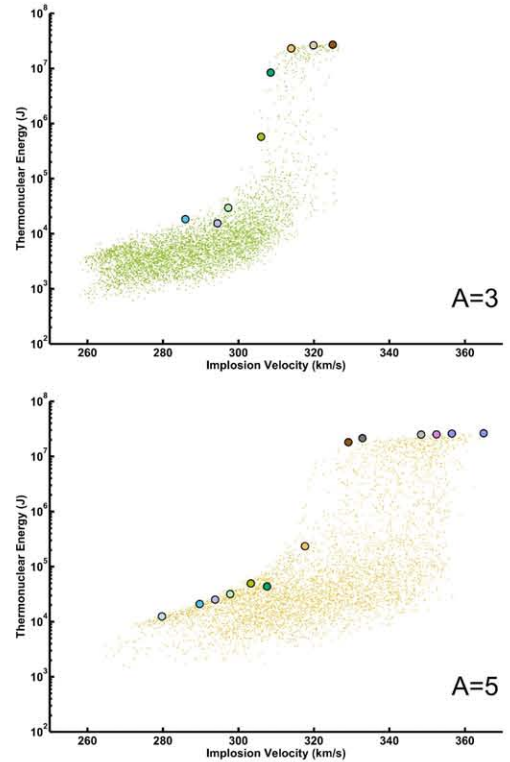 Thermonuclear Energy (J)
10⁸
10⁷
10⁶
10⁵
10⁴
10³
10²
A=3
260 280 300 320 340 360
Implosion Velocity (km/s)
Thermonuclear Energy (J)
10⁸
10⁷
10⁶
10⁵
10⁴
10³
10²
A=5
260 280 300 320 340 360
Implosion Velocity (km/s)